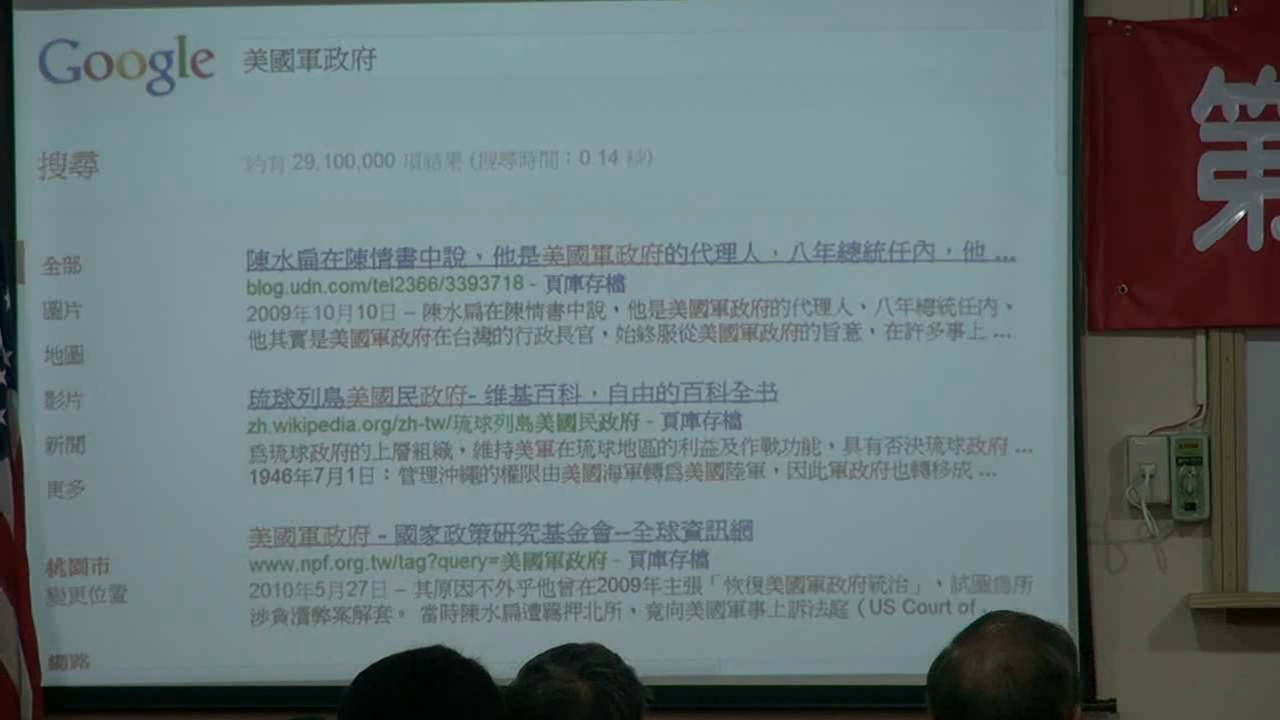 Google 美國軍政府
搜尋
約有 29,100,000 項結果 (搜尋時間：0.14 秒)
全部
圖片
地圖
影片
新聞
更多
桃園市
變更位置
網路
陳水扁在陳情書中說，他是美國軍政府的代理人，八年總統任內，他 ...
blog.udn.com/tel2366/3393718 - 頁庫存檔
2009年10月10日 – 陳水扁在陳情書中說，他是美國軍政府的代理人，八年總統任內，
他其實是美國軍政府在台灣的行政長官，始終服從美國軍政府的旨意，在許多事上 ...
琉球列島美國民政府- 维基百科，自由的百科全书
zh.wikipedia.org/zh-tw/琉球列島美國民政府 - 頁庫存檔
為琉球政府的上層組織，維持美軍在琉球地區的利益及作戰功能，具有否決琉球政府 ...
1946年7月1日：管理沖繩的權限由美國海軍轉為美國陸軍，因此軍政府也轉移成 ...
美國軍政府 - 國家政策研究基金會--全球資訊網
www.npf.org.tw/tag?query=美國軍政府 - 頁庫存檔
2010年5月27日 – 其原因不外乎他曾在2009年主張「恢復美國軍政府統治」，試圖為所
涉貪瀆弊案解套。 當時陳水扁遭羈押北所，竟向美國軍事上訴法庭（US Court of ...
第